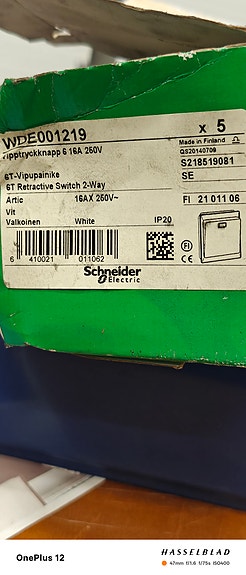 WDE001219
x 5
Tipptryckknapp 6 16A 250V
Made in Finland
QS20140709
6T-Vipupainike
S218519081
6T Retractive Switch 2-Way
SE
Artic
16AX 250V~
FI 21 011 06
Vit
Valkoinen
White
IP20
6 410021 011062
FI
CE
Schneider
Electric
OnePlus 12
HASSELBLAD
47mm f/1.6 1/75s ISO400